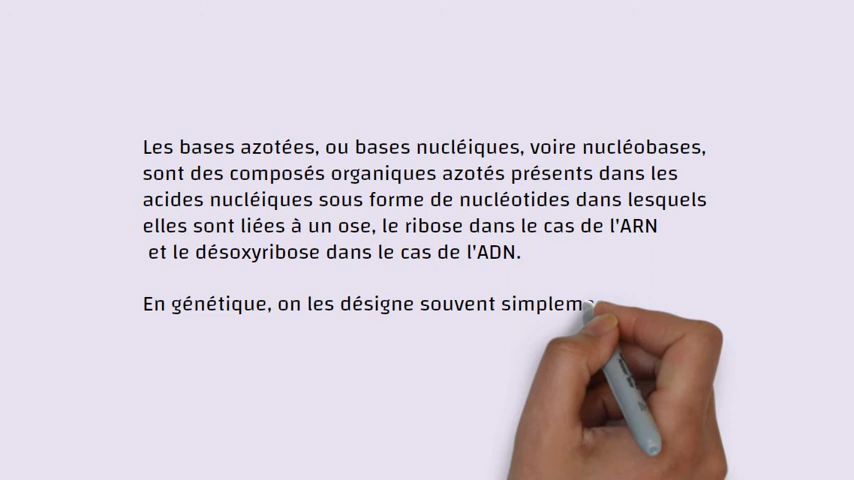 Les bases azotées, ou bases nucléiques, voire nucléobases,
sont des composés organiques azotés présents dans les
acides nucléiques sous forme de nucléotides dans lesquels
elles sont liées à un ose, le ribose dans le cas de l'ARN
et le désoxyribose dans le cas de l'ADN.
En génétique, on les désigne souvent simplem